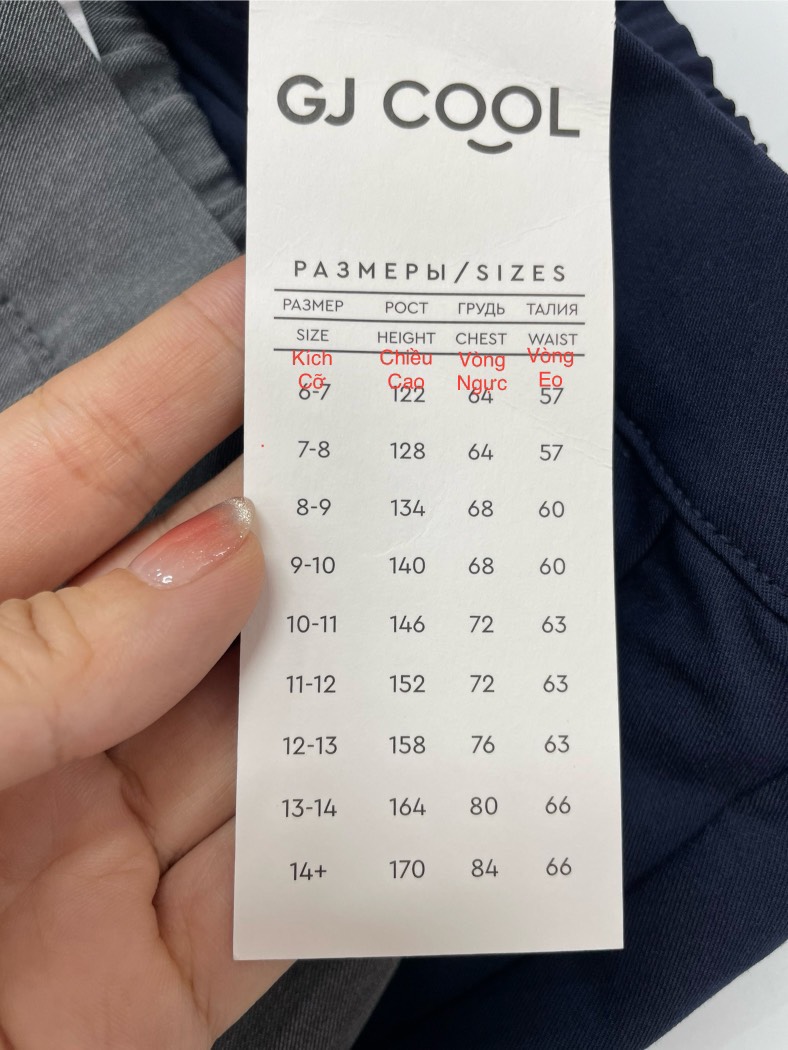 GJ COOL
РАЗМЕРЫ/SIZES
РАЗМЕР РОСТ ГРУДЬ ТАЛИЯ
SIZE HEIGHT CHEST WAIST
Kích Cỡ Chiều Cao Vòng Ngực Vòng Eo
6-7 122 64 57
7-8 128 64 57
8-9 134 68 60
9-10 140 68 60
10-11 146 72 63
11-12 152 72 63
12-13 158 76 63
13-14 164 80 66
14+ 170 84 66